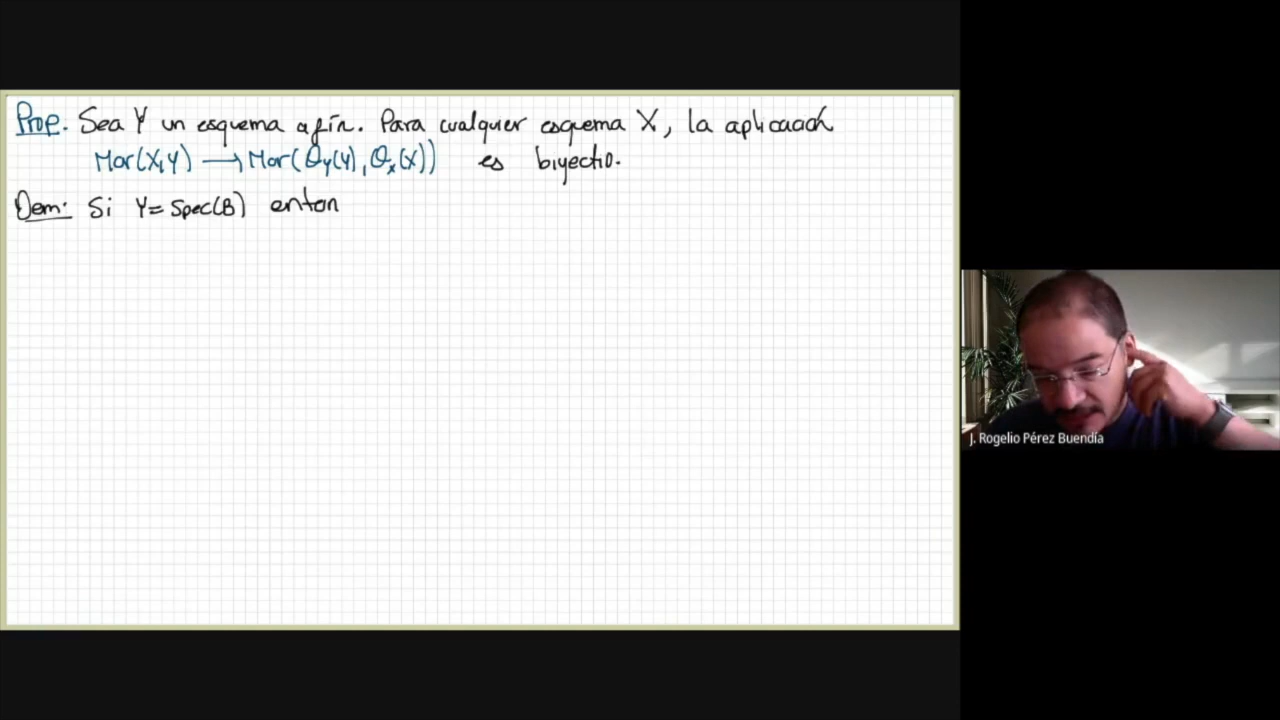 Prop. Sea Y un esquema afín. Para cualquier esquema X, la aplicación
Mor(X,Y) → Mor(O_Y(Y), O_X(X)) es biyectio.
Dem: Si Y = Spec(B) enton
J. Rogelio Pérez Buendía